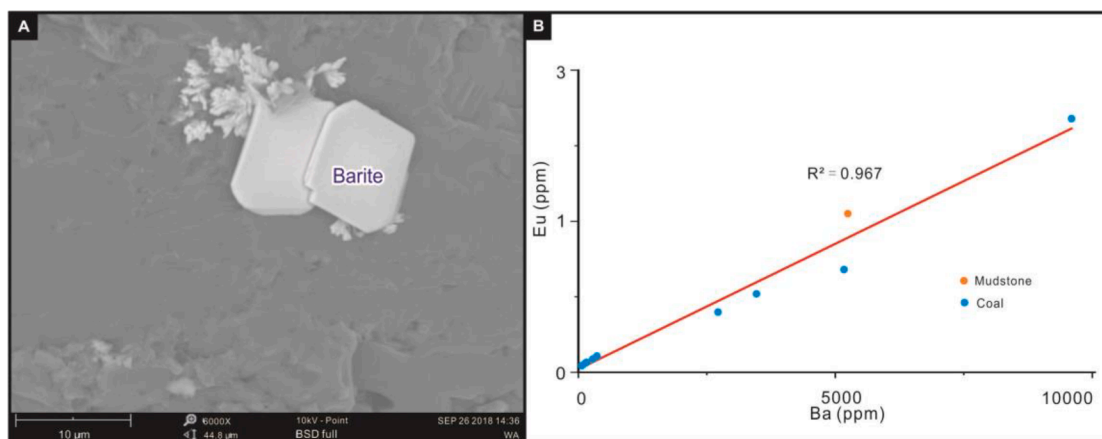 A
Barite
10 µm
6000X
44.8 µm
10kV - Point
BSD full
SEP 26 2018 14:36
WA
B
Eu (ppm)
3
1
0
R² = 0.967
Mudstone
Coal
0
5000
10000
Ba (ppm)